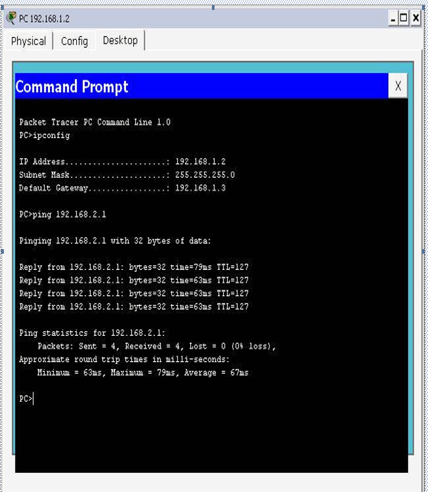 PC 192.168.1.2
Physical Config Desktop
Command Prompt X
Packet Tracer PC Command Line 1.0
PC>ipconfig
IP Address......................: 192.168.1.2
Subnet Mask.....................: 255.255.255.0
Default Gateway.................: 192.168.1.3
PC>ping 192.168.2.1
Pinging 192.168.2.1 with 32 bytes of data:
Reply from 192.168.2.1: bytes=32 time=79ms TTL=127
Reply from 192.168.2.1: bytes=32 time=63ms TTL=127
Reply from 192.168.2.1: bytes=32 time=63ms TTL=127
Reply from 192.168.2.1: bytes=32 time=63ms TTL=127
Ping statistics for 192.168.2.1:
Packets: Sent = 4, Received = 4, Lost = 0 (0% loss),
Approximate round trip times in milli-seconds:
Minimum = 63ms, Maximum = 79ms, Average = 67ms
PC>